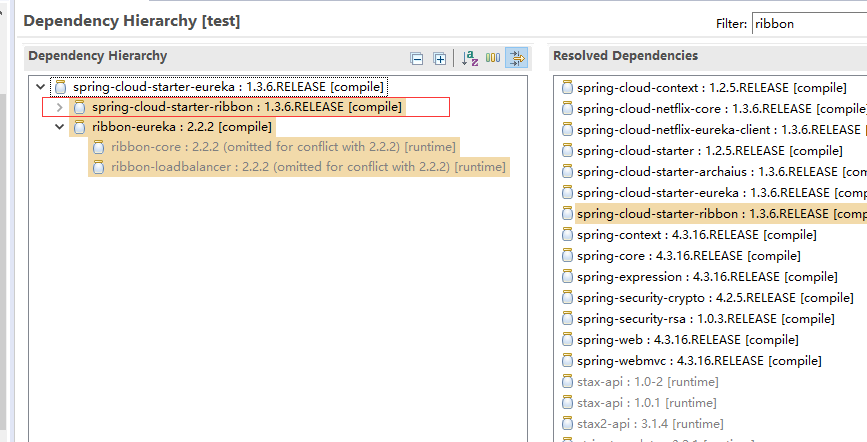 Dependency Hierarchy [test]
Filter: ribbon
Dependency Hierarchy
spring-cloud-starter-eureka : 1.3.6.RELEASE [compile]
spring-cloud-starter-ribbon : 1.3.6.RELEASE [compile]
ribbon-eureka : 2.2.2 [compile]
ribbon-core : 2.2.2 (omitted for conflict with 2.2.2) [runtime]
ribbon-loadbalancer : 2.2.2 (omitted for conflict with 2.2.2) [runtime]
Resolved Dependencies
spring-cloud-context : 1.2.5.RELEASE [compile]
spring-cloud-netflix-core : 1.3.6.RELEASE [compile
spring-cloud-netflix-eureka-client : 1.3.6.RELEASE
spring-cloud-starter : 1.2.5.RELEASE [compile]
spring-cloud-starter-archaius : 1.3.6.RELEASE [com
spring-cloud-starter-eureka : 1.3.6.RELEASE [comp
spring-cloud-starter-ribbon : 1.3.6.RELEASE [comp
spring-context : 4.3.16.RELEASE [compile]
spring-core : 4.3.16.RELEASE [compile]
spring-expression : 4.3.16.RELEASE [compile]
spring-security-crypto : 4.2.5.RELEASE [compile]
spring-security-rsa : 1.0.3.RELEASE [compile]
spring-web : 4.3.16.RELEASE [compile]
spring-webmvc : 4.3.16.RELEASE [compile]
stax-api : 1.0-2 [runtime]
stax-api : 1.0.1 [runtime]
stax2-api : 3.1.4 [runtime]